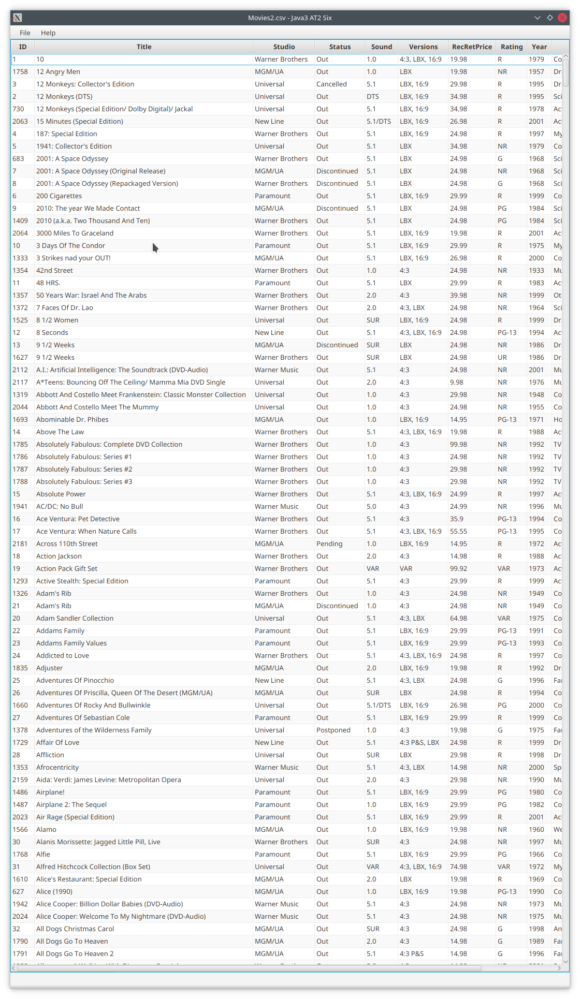 Movies2.csv - Java3 AT2 Six
File Help
ID Title Studio Status Sound Versions RecRetPrice Rating Year
1 10 Warner Brothers Out 1.0 4:3, LBX, 16:9 19.98 R 1979 Co
1758 12 Angry Men MGM/UA Out 1.0 LBX 19.98 NR 1957 Dr
3 12 Monkeys: Collector's Edition Universal Cancelled 5.1 LBX, 16:9 29.98 R 1995 Dr
2 12 Monkeys (DTS) Universal Out DTS LBX, 16:9 34.98 R 1995 Sci
730 12 Monkeys (Special Edition/ Dolby Digital)/ Jackal Universal Out 5.1 LBX, 16:9 34.98 R 1978 Ac
2063 15 Minutes (Special Edition) New Line Out 5.1/DTS LBX, 16:9 26.98 R 2001 Ac
4 187: Special Edition Warner Brothers Out 5.1 LBX, 16:9 24.98 R 1997 My
5 1941: Collector's Edition Universal Out 5.1 LBX 34.98 NR 1979 Co
683 2001: A Space Odyssey Warner Brothers Out 5.1 LBX 24.98 G 1968 Sci
7 2001: A Space Odyssey (Original Release) MGM/UA Discontinued 5.1 LBX 24.98 NR 1968 Sci
8 2001: A Space Odyssey (Repackaged Version) Warner Brothers Discontinued 5.1 LBX 24.98 G 1968 Sci
6 200 Cigarettes Paramount Out 5.1 LBX, 16:9 29.99 R 1999 Co
9 2010: The year We Made Contact MGM/UA Discontinued 5.1 LBX 24.98 PG 1984 Sci
1409 2010 (a.k.a. Two Thousand And Ten) Warner Brothers Out 5.1 LBX 24.98 PG 1984 Sci
2064 3000 Miles To Graceland Warner Brothers Out 5.1 LBX, 16:9 19.98 R 2001 Ac
10 3 Days Of The Condor Paramount Out 5.1 LBX, 16:9 29.99 R 1975 My
1333 3 Strikes nad your OUT! MGM/UA Out 5.1 LBX, 16:9 26.98 R 2000 Co
1354 42nd Street Warner Brothers Out 1.0 4:3 24.98 NR 1933 Mu
11 48 HRS. Paramount Out 5.1 LBX 29.99 R 1983 Ac
1357 50 Years War: Israel And The Arabs Warner Brothers Out 2.0 4:3 39.98 NR 1999 Ot
1372 7 Faces Of Dr. Lao Warner Brothers Out 2.0 4:3, LBX 24.98 NR 1964 Sci
1525 8 1/2 Women Universal Out SUR LBX, 16:9 24.98 R 1999 Dr
12 8 Seconds New Line Out 5.1 4:3, LBX, 16:9 24.98 PG-13 1994 Ac
13 9 1/2 Weeks MGM/UA Discontinued SUR LBX 24.98 NR 1986 Dr
1627 9 1/2 Weeks Warner Brothers Out SUR LBX 24.98 UR 1986 Dr
2112 A.I.: Artificial Intelligence: The Soundtrack (DVD-Audio) Warner Music Out 5.1 4:3 24.98 NR 2001 Mu
2117 A*Teens: Bouncing Off The Ceiling/ Mamma Mia DVD Single Universal Out 2.0 4:3 9.98 NR 1976 Mu
1319 Abbott And Costello Meet Frankenstein: Classic Monster Collection Universal Out 1.0 4:3 29.98 NR 1948 Co
2044 Abbott And Costello Meet The Mummy Universal Out 1.0 4:3 24.98 NR 1955 Co
1693 Abominable Dr. Phibes MGM/UA Out 1.0 LBX, 16:9 14.95 PG-13 1971 Ho
14 Above The Law Warner Brothers Out 5.1 4:3, LBX, 16:9 19.98 R 1988 Ac
1785 Absolutely Fabulous: Complete DVD Collection Warner Brothers Out 1.0 4:3 99.98 NR 1992 TV
1786 Absolutely Fabulous: Series #1 Warner Brothers Out 1.0 4:3 24.98 NR 1992 TV
1787 Absolutely Fabulous: Series #2 Warner Brothers Out 1.0 4:3 29.98 NR 1992 TV
1788 Absolutely Fabulous: Series #3 Warner Brothers Out 1.0 4:3 29.98 NR 1992 TV
15 Absolute Power Warner Brothers Out 5.1 4:3, LBX, 16:9 24.99 R 1997 Ac
1941 AC/DC: No Bull Warner Music Out 5.0 4:3 24.99 NR 1996 Mu
16 Ace Ventura: Pet Detective Warner Brothers Out 5.1 4:3 35.9 PG-13 1994 Co
17 Ace Ventura: When Nature Calls Warner Brothers Out 5.1 4:3, LBX, 16:9 55.55 PG-13 1995 Co
2181 Across 110th Street MGM/UA Pending 1.0 LBX, 16:9 14.95 R 1972 Ac
18 Action Jackson Warner Brothers Out 2.0 4:3 14.98 R 1988 Ac
19 Action Pack Gift Set Warner Brothers Out VAR VAR 99.92 VAR 1973 Ac
1293 Active Stealth: Special Edition Paramount Out 5.1 4:3 29.99 R 1999 Ac
1326 Adam's Rib Warner Brothers Out 1.0 4:3 24.98 NR 1949 Co
21 Adam's Rib MGM/UA Discontinued 1.0 4:3 24.98 NR 1949 Co
20 Adam Sandler Collection Universal Out 5.1 4:3, LBX 64.98 VAR 1975 Co
22 Addams Family Paramount Out 5.1 LBX, 16:9 29.99 PG-13 1991 Co
23 Addams Family Values Paramount Out 5.1 LBX, 16:9 29.99 PG-13 1993 Co
24 Addicted to Love Warner Brothers Out 5.1 4:3, LBX, 16:9 24.98 R 1997 Co
1835 Adjuster MGM/UA Out 2.0 LBX, 16:9 19.98 R 1992 Dr
25 Adventures Of Pinocchio New Line Out 5.1 4:3, LBX 24.98 G 1996 Fa
26 Adventures Of Priscilla, Queen Of The Desert (MGM/UA) MGM/UA Out SUR LBX 24.98 R 1994 Co
1660 Adventures Of Rocky And Bullwinkle Universal Out 5.1/DTS LBX, 16:9 26.98 PG 2000 Co
27 Adventures Of Sebastian Cole Paramount Out 5.1 LBX, 16:9 29.99 R 1999 Co
1378 Adventures of the Wilderness Family Universal Postponed 1.0 4:3 19.98 G 1975 Fa
1729 Affair Of Love New Line Out 5.1 4:3 P&S, LBX 24.98 R 1999 Dr
28 Affliction Universal Out SUR LBX 29.98 R 1998 Dr
1353 Afrocentricity Warner Music Out 5.1 4:3, LBX 14.98 NR 2000 Sp
2159 Aida: Verdi: James Levine: Metropolitan Opera Universal Out 2.0 4:3 29.98 NR 1990 Mu
1486 Airplane! Paramount Out 5.1 LBX, 16:9 29.99 PG 1980 Co
1487 Airplane 2: The Sequel Paramount Out 1.0 LBX, 16:9 29.99 PG 1982 Co
2023 Air Rage (Special Edition) Paramount Out 5.1 LBX, 16:9 29.99 R 2001 Ac
1566 Alamo MGM/UA Out 1.0 LBX, 16:9 19.98 NR 1960 We
30 Alanis Morissette: Jagged Little Pill, Live Warner Brothers Out SUR 4:3 24.98 NR 1997 Mu
1768 Alfie Paramount Out 5.1 LBX, 16:9 29.99 PG 1966 Co
31 Alfred Hitchcock Collection (Box Set) Universal Out VAR 4:3, LBX, 16:9 74.98 VAR 1972 My
1610 Alice's Restaurant: Special Edition MGM/UA Out 2.0 LBX 19.98 R 1969 Co
627 Alice (1990) MGM/UA Out 1.0 LBX, 16:9 19.98 PG-13 1990 Co
1942 Alice Cooper: Billion Dollar Babies (DVD-Audio) Warner Music Out 5.1 4:3 24.98 NR 1973 Mu
2024 Alice Cooper: Welcome To My Nightmare (DVD-Audio) Warner Music Out 5.1 4:3 24.98 NR 1975 Mu
32 All Dogs Christmas Carol MGM/UA Out SUR 4:3 24.98 G 1998 An
1790 All Dogs Go To Heaven MGM/UA Out 2.0 4:3 14.98 G 1989 Fa
1791 All Dogs Go To Heaven 2 MGM/UA Out 5.1 4:3 P&S 14.98 G 1996 Fa